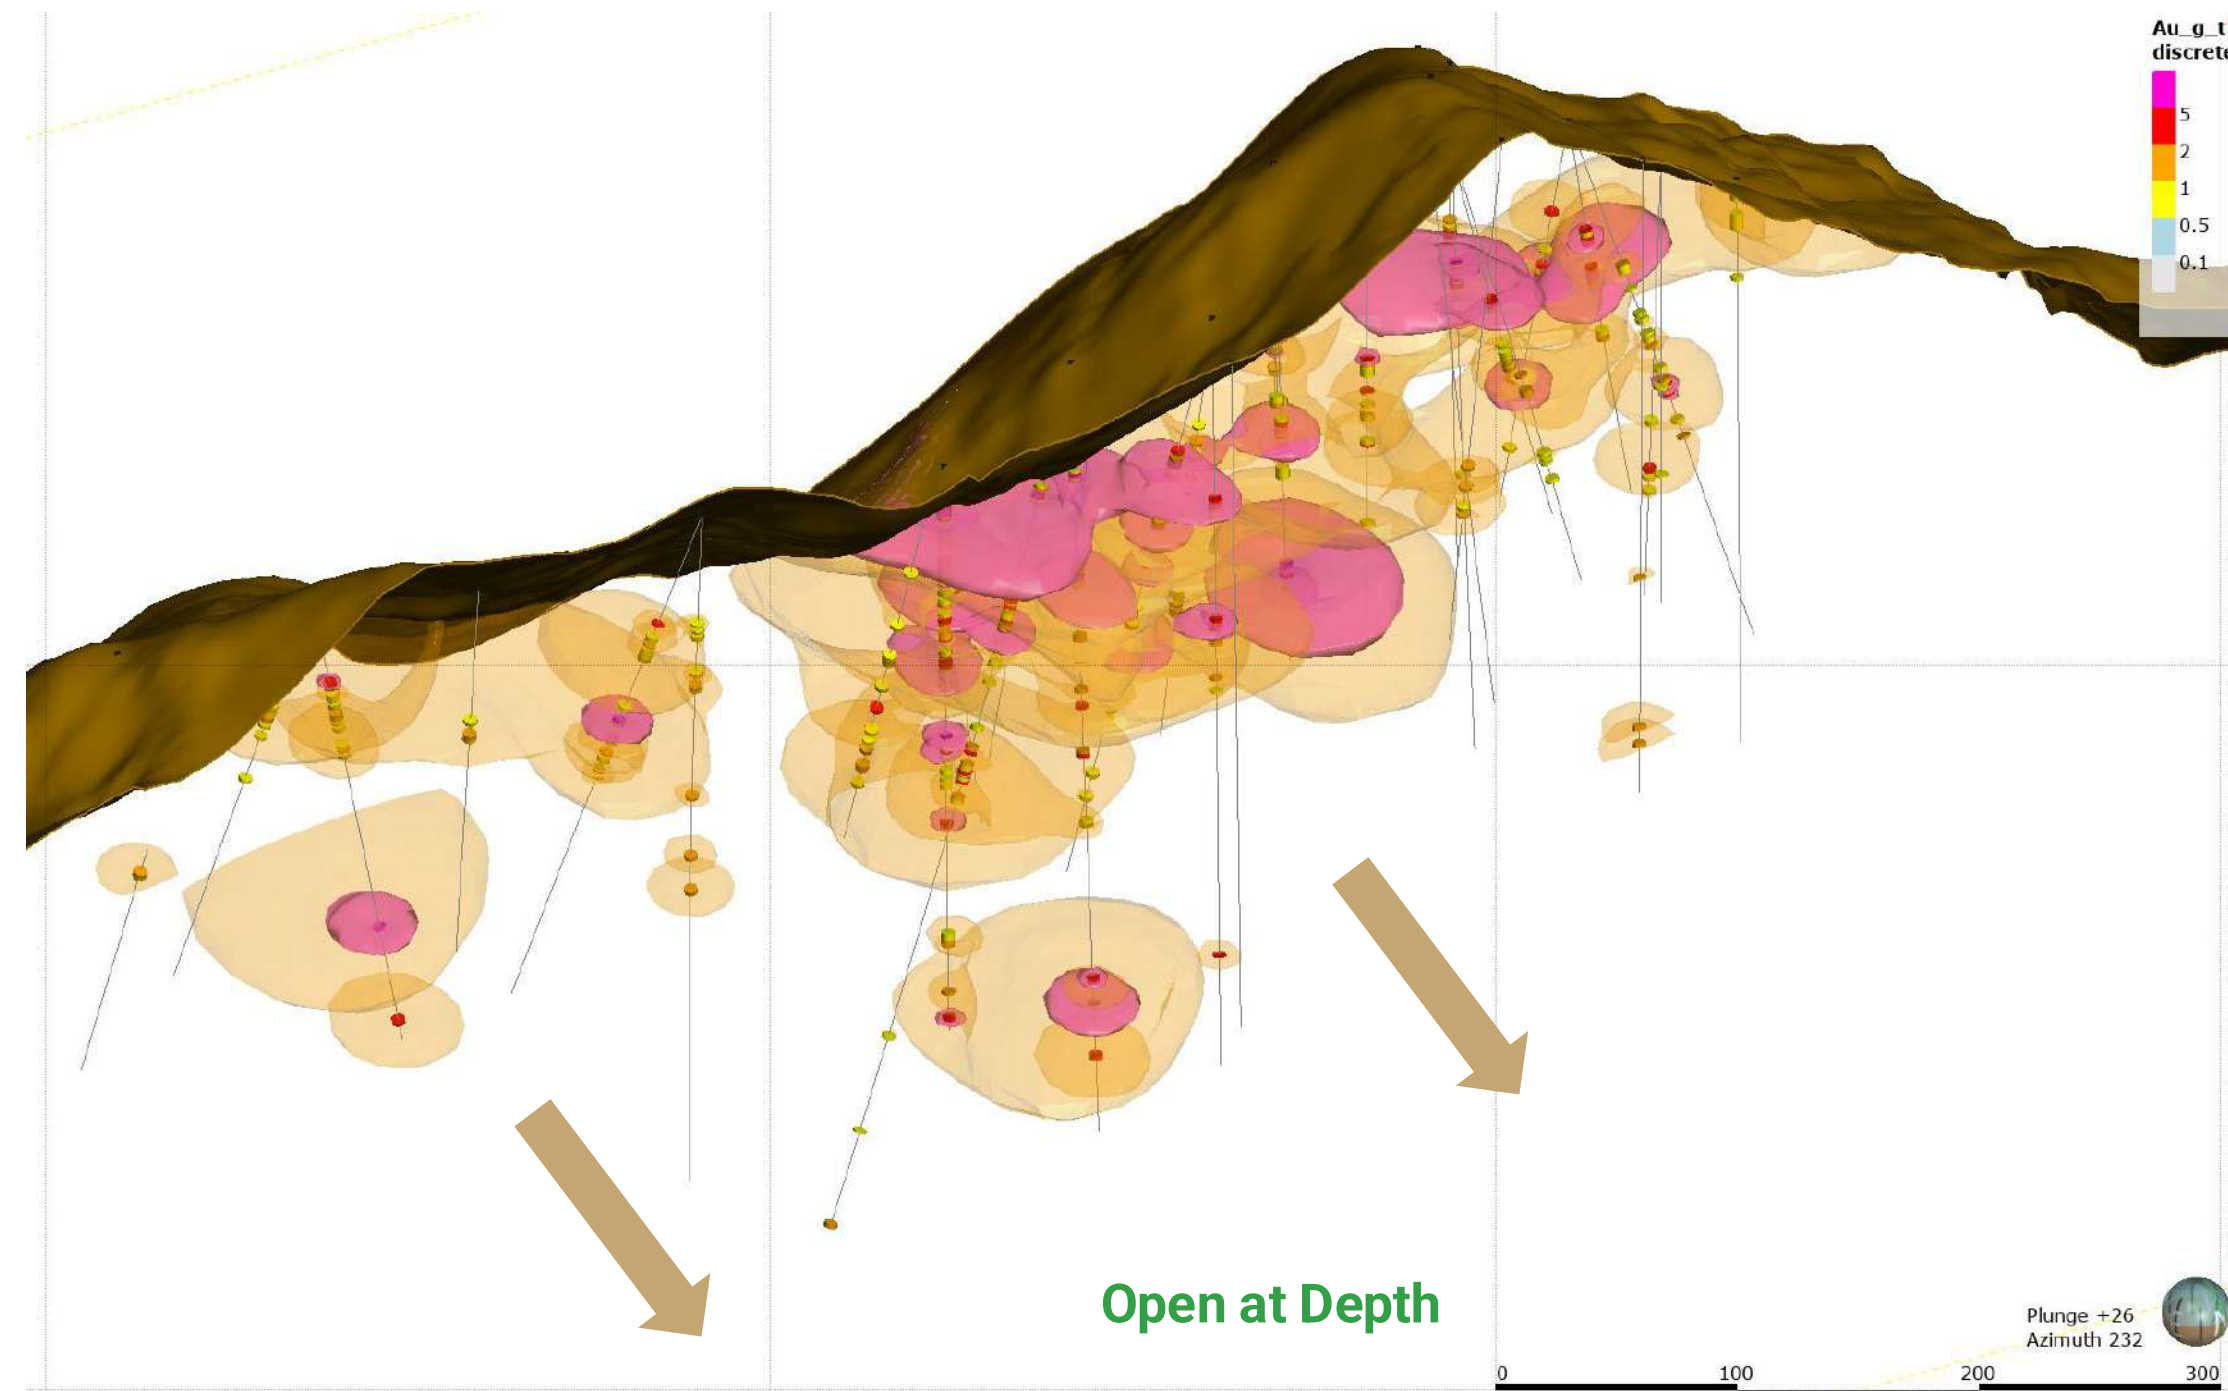 Au_g_t
discrete
5
2
1
0.5
0.1
Open at Depth
Plunge +26
Azimuth 232
0 100 200 300